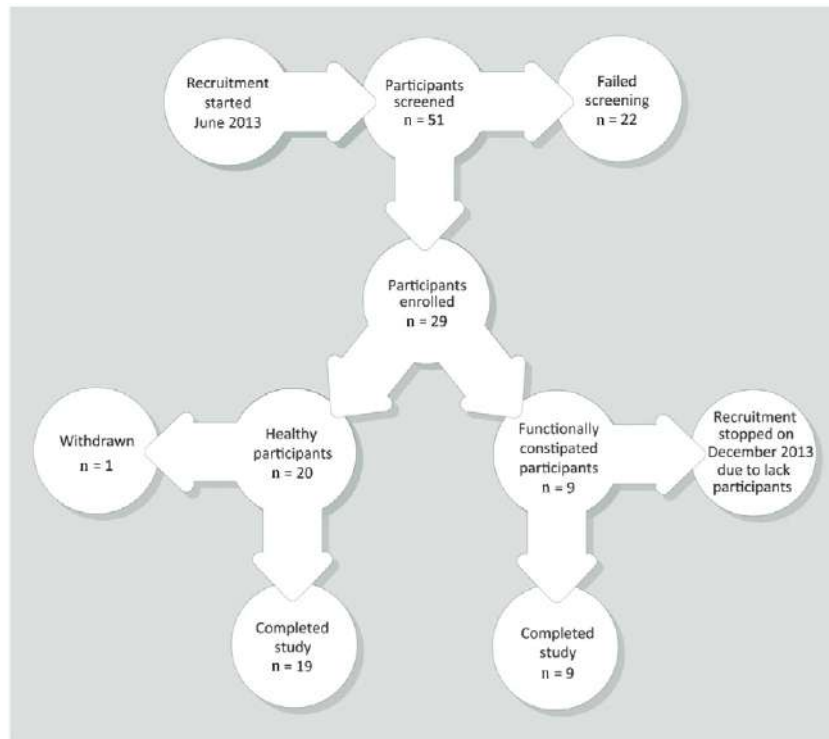 Recruitment
started
June 2013
Participants
screened
n = 51
Failed
screening
n = 22
Participants
enrolled
n = 29
Withdrawn
n = 1
Healthy
participants
n = 20
Functionally
constipated
participants
n = 9
Recruitment
stopped on
December 2013
due to lack
participants
Completed
study
n = 19
Completed
study
n = 9